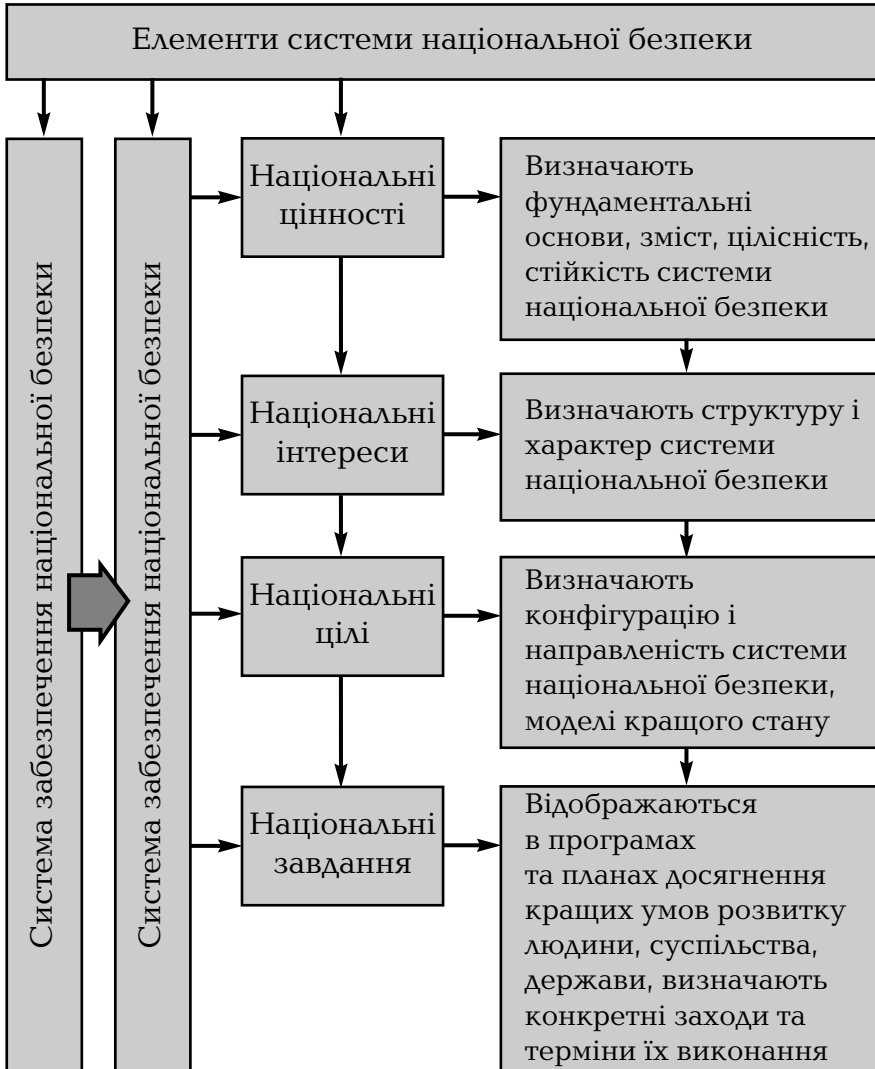 Елементи системи національної безпеки
Система забезпечення національної безпеки
Система забезпечення національної безпеки
Національні
цінності
Визначають
фундаментальні
основи, зміст, цілісність,
стійкість системи
національної безпеки
Національні
інтереси
Визначають структуру і
характер системи
національної безпеки
Національні
цілі
Визначають
конфігурацію і
направленість системи
національної безпеки,
моделі кращого стану
Національні
завдання
Відображаються
в програмах
та планах досягнення
кращих умов розвитку
людини, суспільства,
держави, визначають
конкретні заходи та
терміни їх виконання